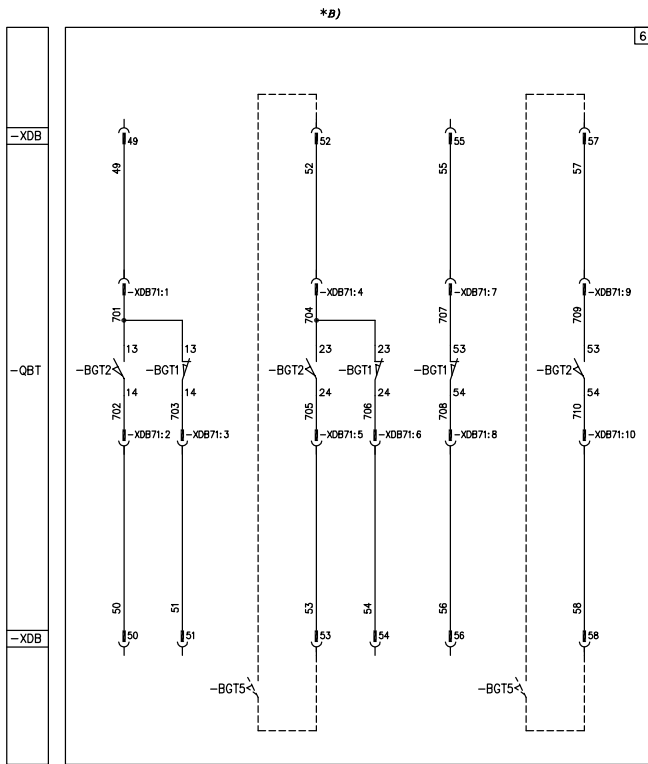 *B)
6
-XDB
49 52 55 57
49 52 55 57
-XDB71:1 -XDB71:4 -XDB71:7 -XDB71:9
701 704 707 709
13 13 23 23 53 53
-QBT
-BGT2 -BGT1 -BGT2 -BGT1 -BGT1 -BGT2
14 14 24 24 54 54
702 703 705 706 708 710
-XDB71:2 -XDB71:3 -XDB71:5 -XDB71:6 -XDB71:8 -XDB71:10
50 51 53 54 56 58
-XDB
50 51 53 54 56 58
-BGT5 -BGT5